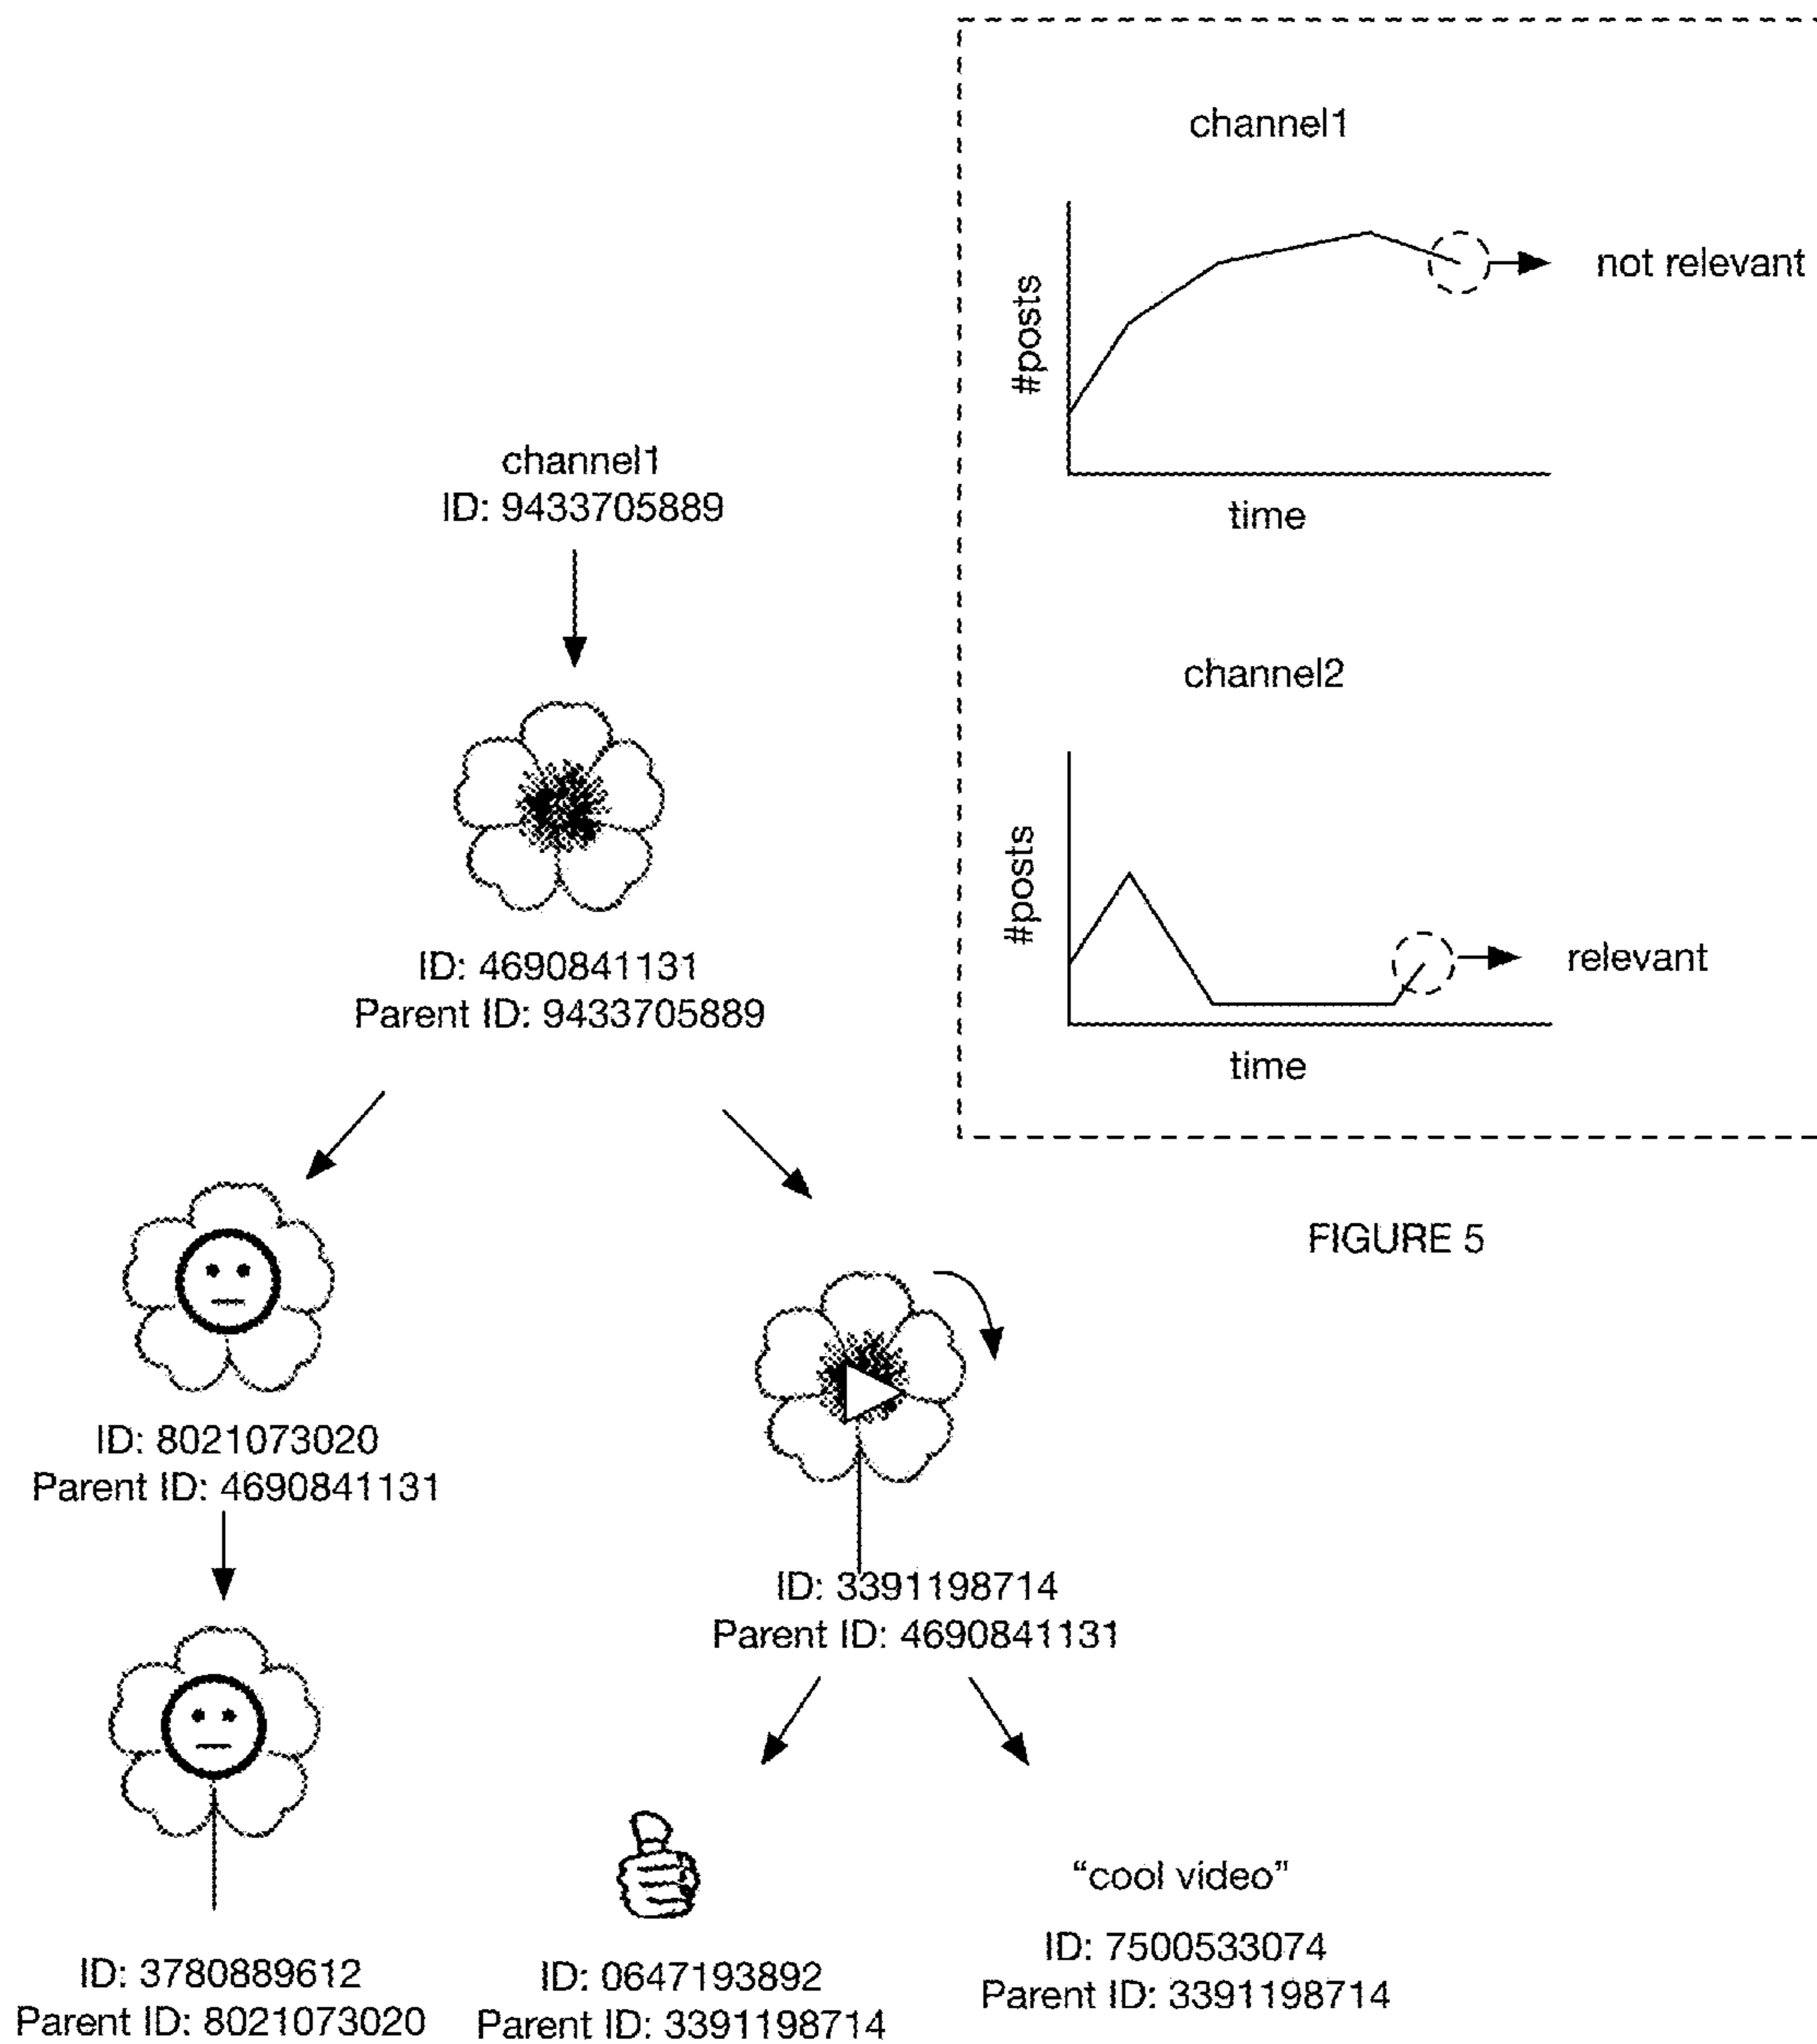 channel1
#posts
time
not relevant
channel2
#posts
time
relevant
FIGURE 5
channel1
ID: 9433705889
ID: 4690841131
Parent ID: 9433705889
ID: 8021073020
Parent ID: 4690841131
ID: 3391198714
Parent ID: 4690841131
ID: 3780889612
Parent ID: 8021073020
ID: 0647193892
Parent ID: 3391198714
“cool video”
ID: 7500533074
Parent ID: 3391198714